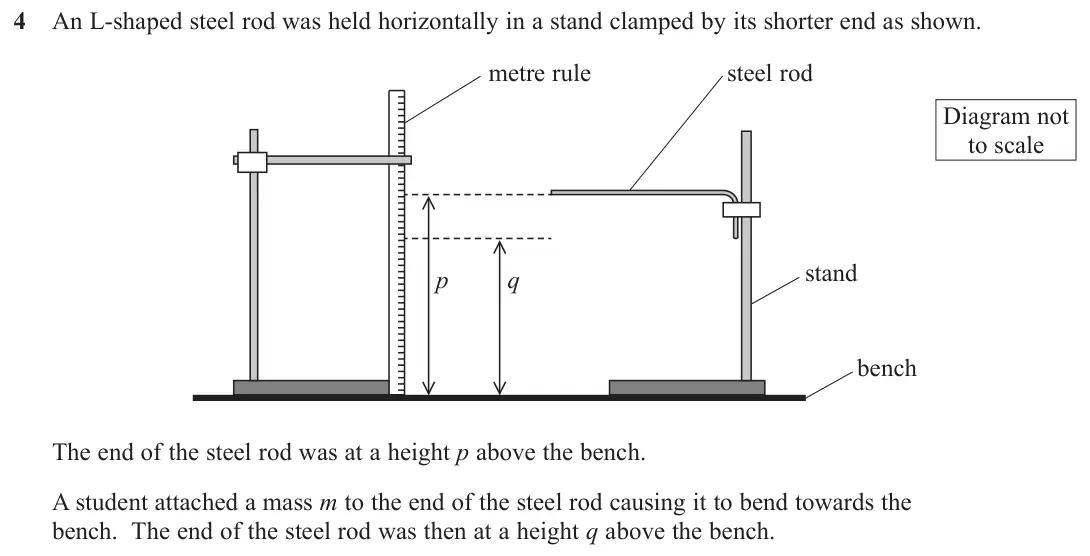 4 An L-shaped steel rod was held horizontally in a stand clamped by its shorter end as shown.
metre rule
steel rod
Diagram not
to scale
p
q
stand
bench
The end of the steel rod was at a height p above the bench.
A student attached a mass m to the end of the steel rod causing it to bend towards the
bench. The end of the steel rod was then at a height q above the bench.